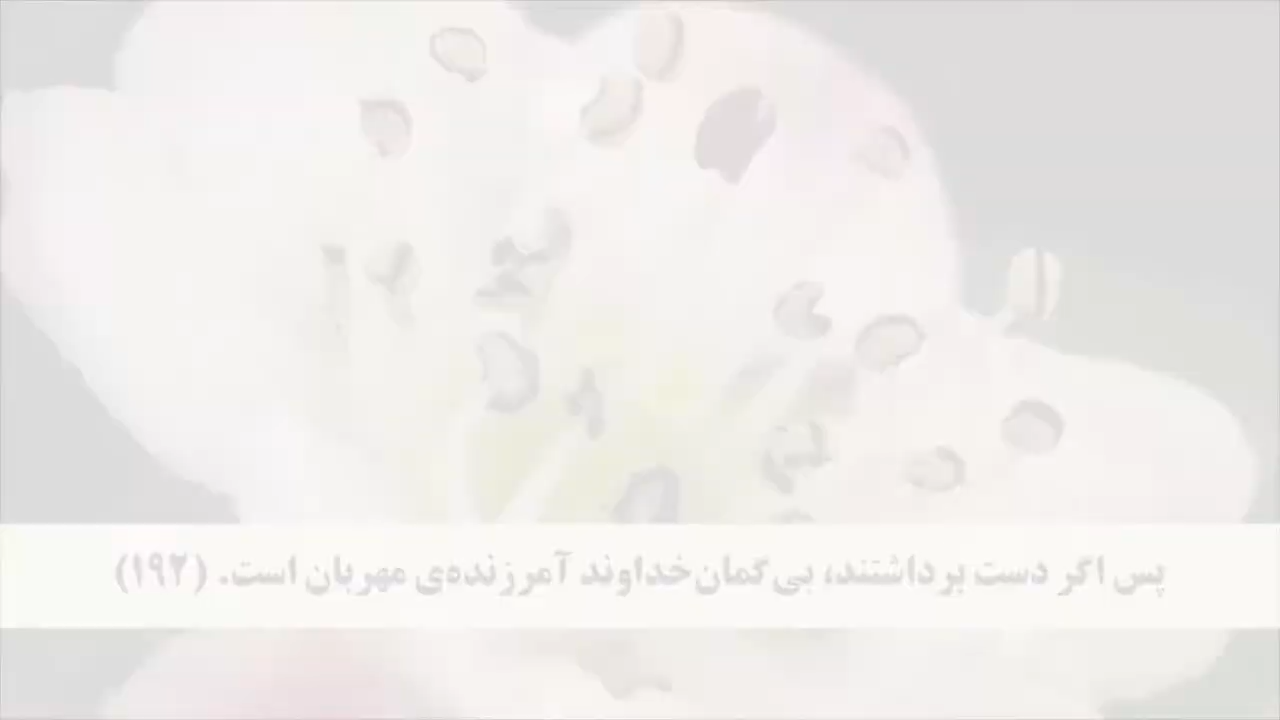 پس اگر دست برداشتند، بی‌گمان خداوند آمرزنده‌ی مهربان است. (۱۹۲)